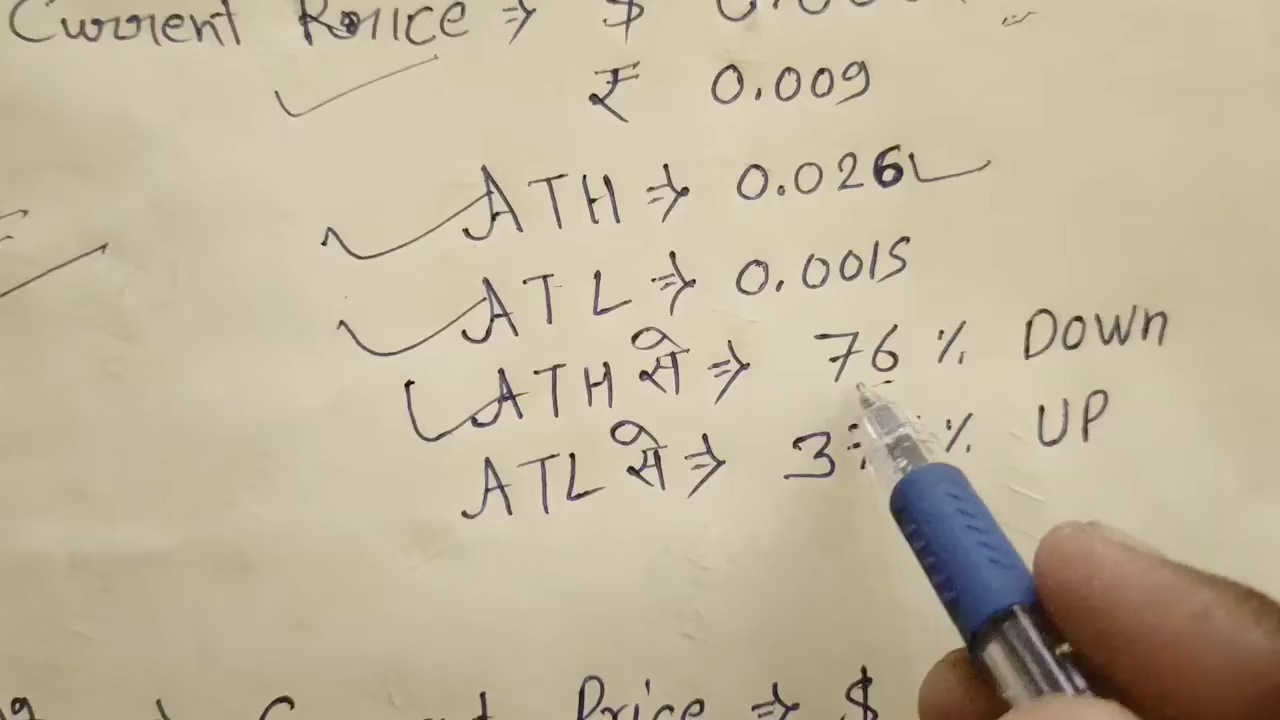 Current Price ⇒ $
₹ 0.009
ATH ⇒ 0.026
ATL ⇒ 0.0015
ATH से ⇒ 76 % Down
ATL से ⇒ % UP
Price ⇒ $